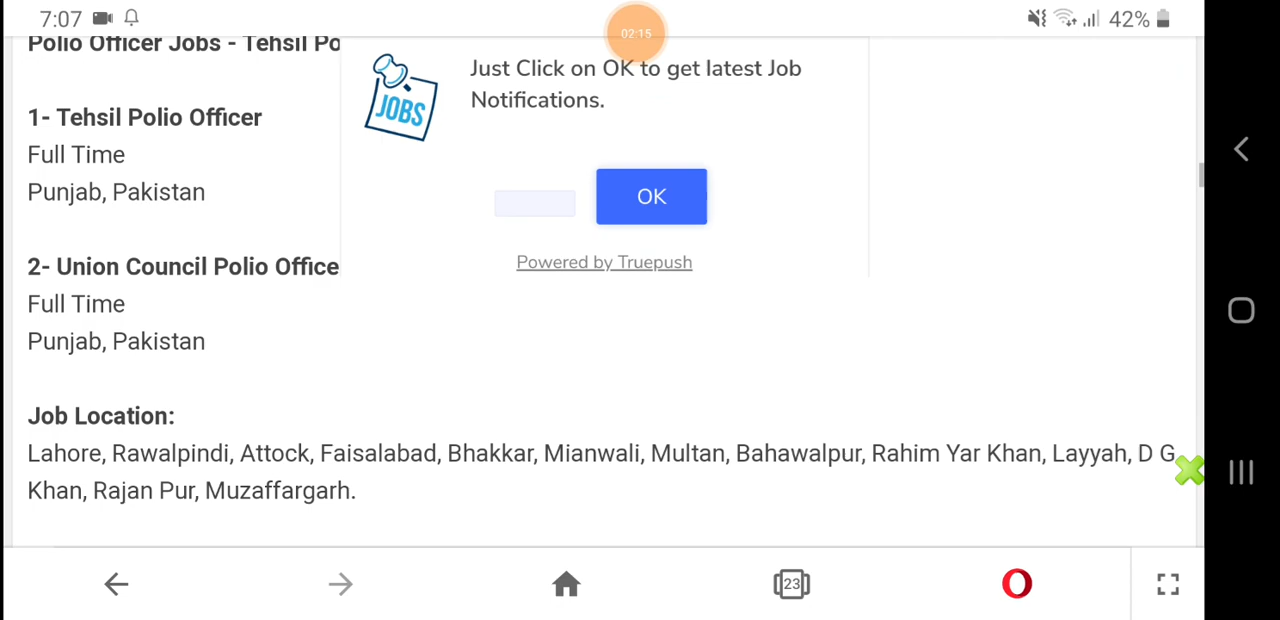 7:07
42%
02:15
Polio Officer Jobs - Tehsil Po
Just Click on OK to get latest Job
Notifications.
JOBS
OK
Powered by Truepush
1- Tehsil Polio Officer
Full Time
Punjab, Pakistan
2- Union Council Polio Office
Full Time
Punjab, Pakistan
Job Location:
Lahore, Rawalpindi, Attock, Faisalabad, Bhakkar, Mianwali, Multan, Bahawalpur, Rahim Yar Khan, Layyah, D G
Khan, Rajan Pur, Muzaffargarh.
23